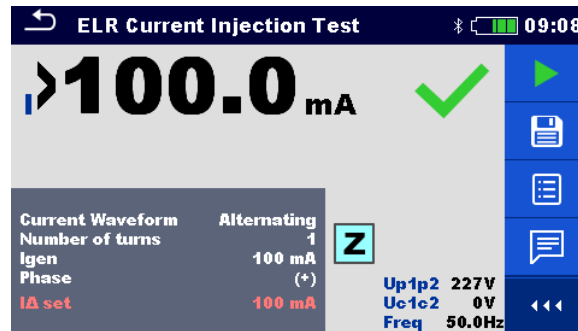 ELR Current Injection Test 09:08
I >100.0 mA
Current Waveform Alternating
Number of turns 1
Igen 100 mA
Phase (+)
IΔ set 100 mA
Z
Up1p2 227V
Uc1c2 0V
Freq 50.0Hz